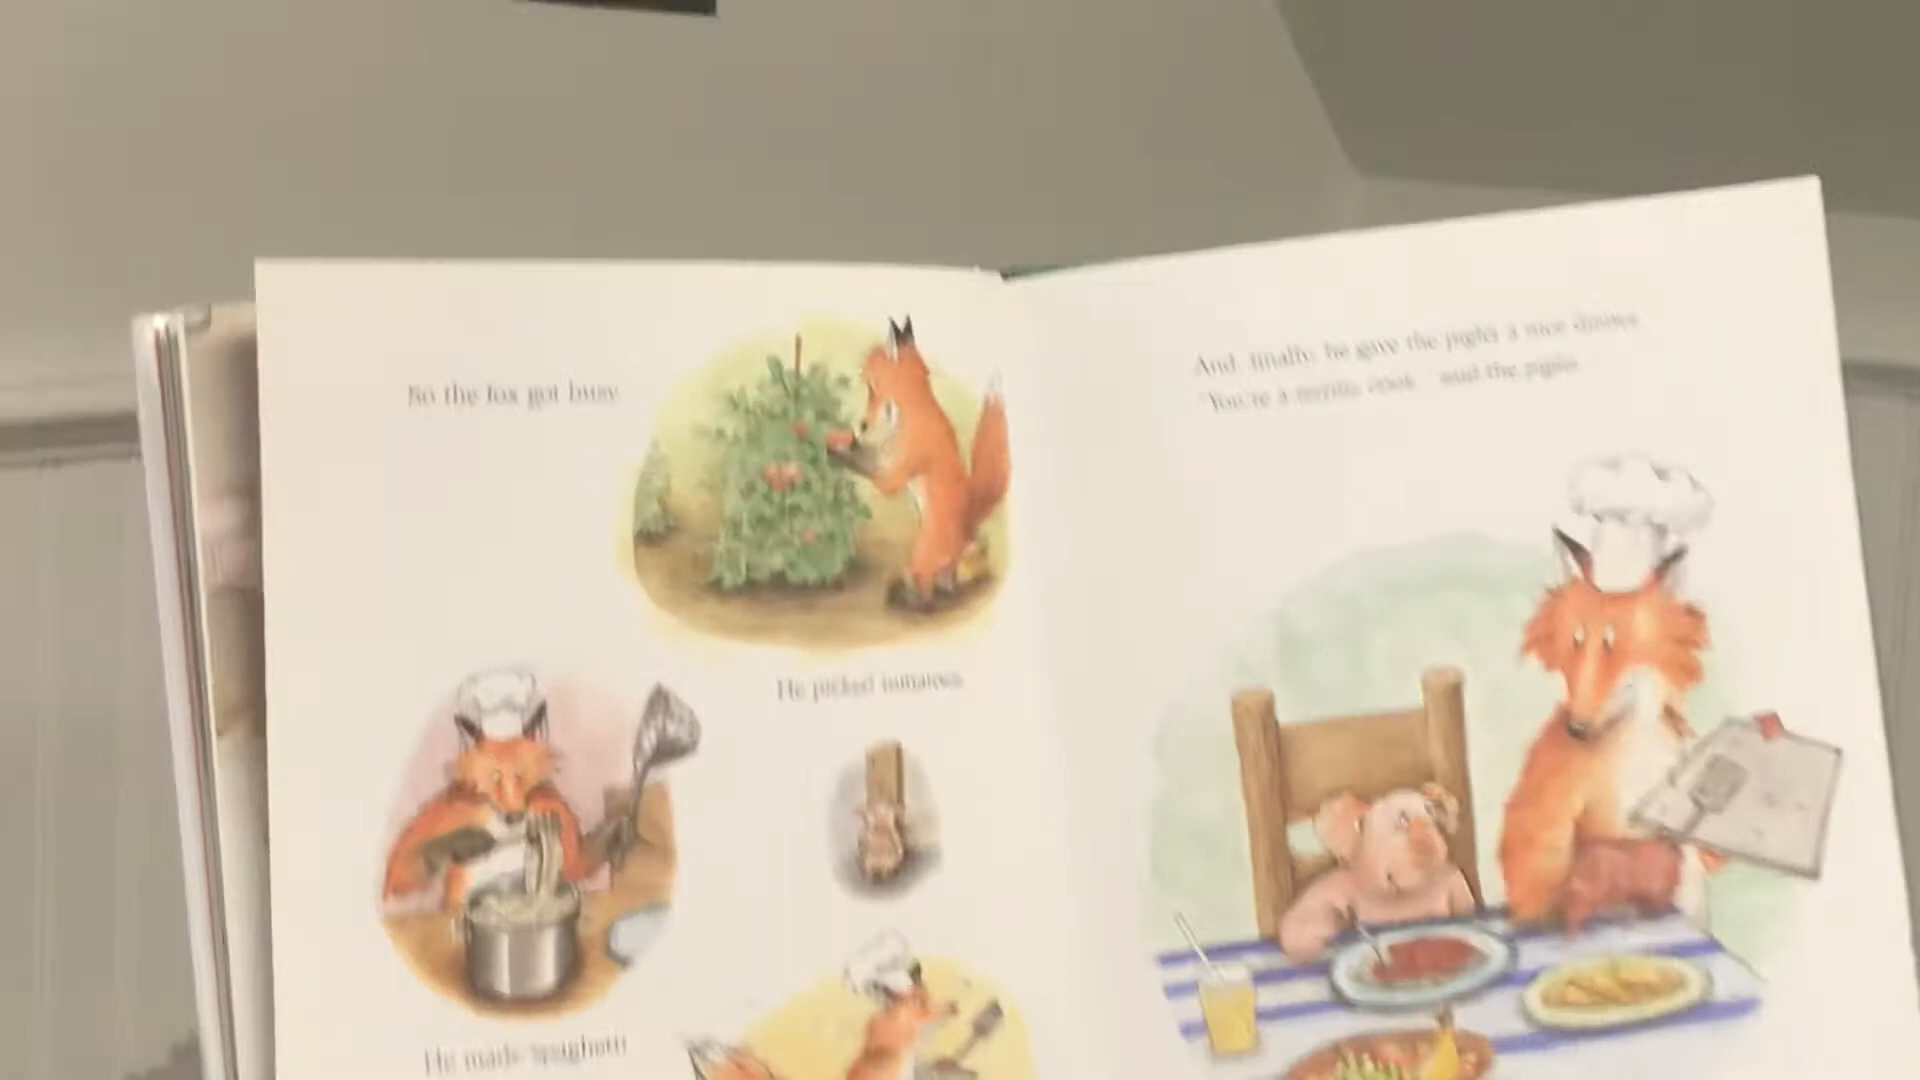 So the fox got busy.
He picked tomatoes.
He made spaghetti.
And, finally, he gave the piglet a nice dinner.
"You're a terrific cook," said the piglet.